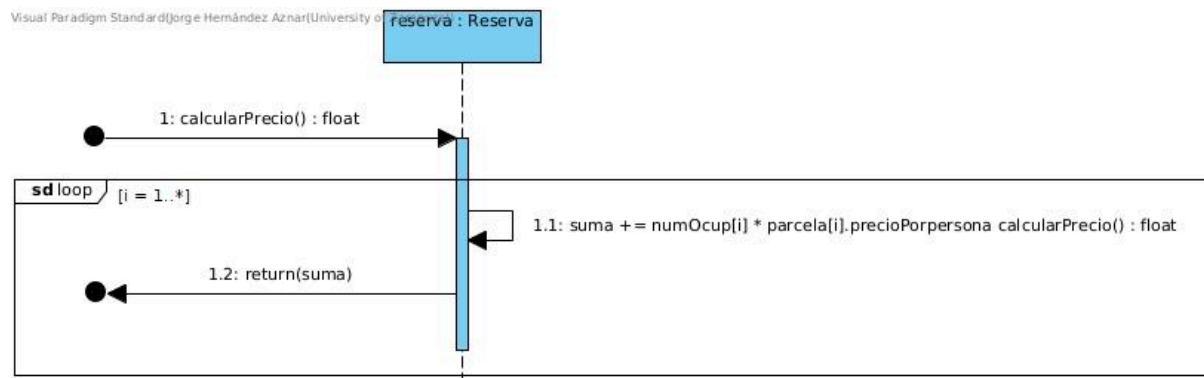 Visual Paradigm Standard(Jorge Hernández Aznar(University of
reserva : Reserva
1: calcularPrecio() : float
sd loop
[i = 1..*]
1.1: suma += numOcup[i] * parcela[i].precioPorpersona calcularPrecio() : float
1.2: return(suma)